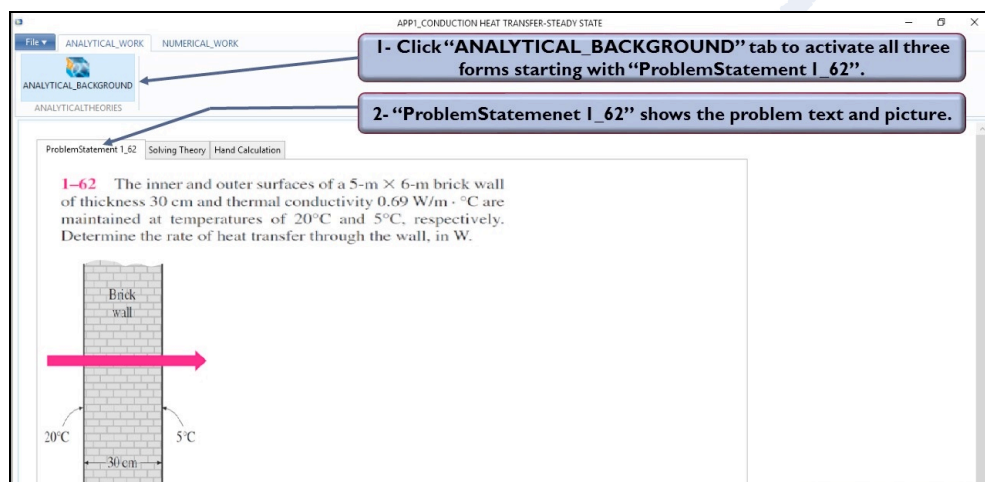 APP1_CONDUCTION HEAT TRANSFER-STEADY STATE
File
ANALYTICAL_WORK
NUMERICAL_WORK
1- Click “ANALYTICAL_BACKGROUND” tab to activate all three
forms starting with “ProblemStatement 1_62”.
ANALYTICAL_BACKGROUND
ANALYTICALTHEORIES
2- “ProblemStatemenet 1_62” shows the problem text and picture.
ProblemStatement 1_62
Solving Theory
Hand Calculation
1–62 The inner and outer surfaces of a 5-m × 6-m brick wall
of thickness 30 cm and thermal conductivity 0.69 W/m · °C are
maintained at temperatures of 20°C and 5°C, respectively.
Determine the rate of heat transfer through the wall, in W.
Brick
wall
20°C
5°C
30 cm